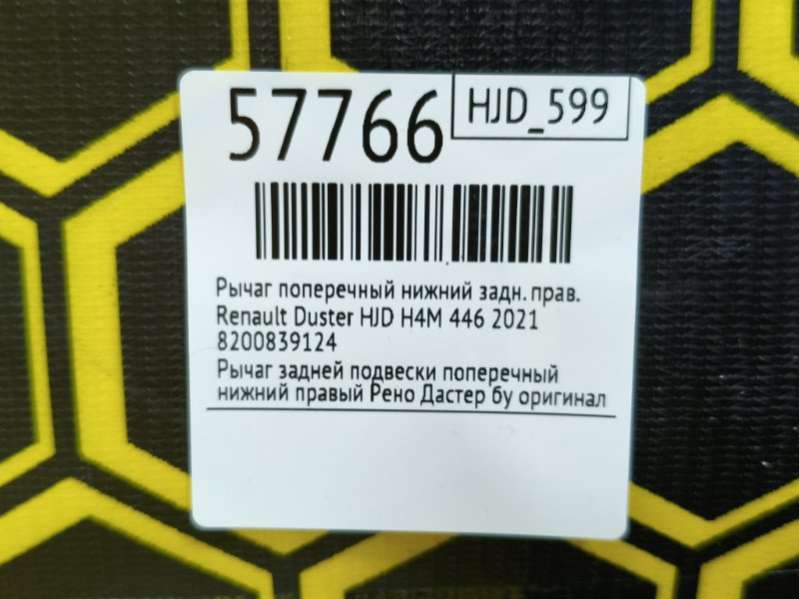 57766
HJD_599
Рычаг поперечный нижний задн. прав.
Renault Duster HJD H4M 446 2021
8200839124
Рычаг задней подвески поперечный
нижний правый Рено Дастер бу оригинал